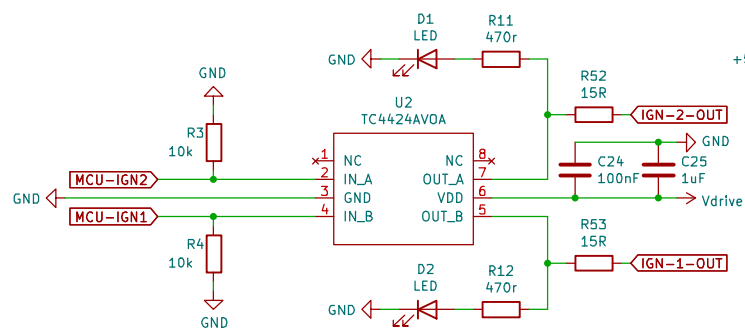 D1
LED
R11
470r
GND
+
GND
R52
15R
IGN-2-OUT
U2
TC4424AVOA
R3
10k
GND
1
NC
NC
8
C24
100nF
C25
1uF
MCU-IGN2
2
IN_A
OUT_A
7
GND
3
GND
VDD
6
Vdrive
MCU-IGN1
4
IN_B
OUT_B
5
R53
15R
IGN-1-OUT
R4
10k
D2
LED
R12
470r
GND
GND